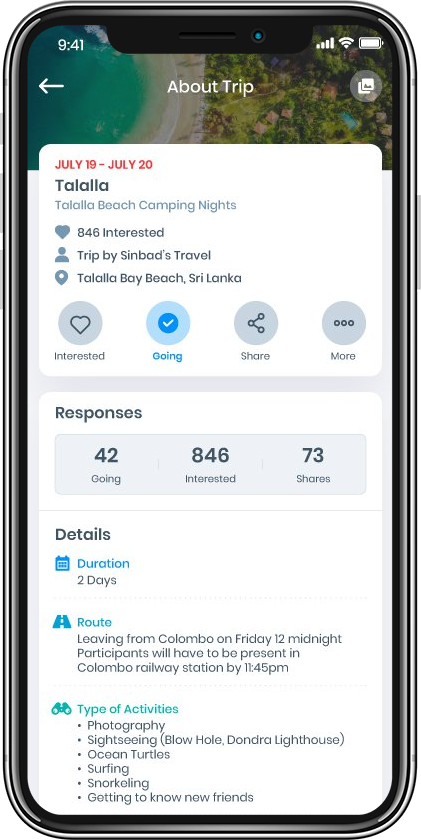 9:41
About Trip
JULY 19 - JULY 20
Talalla
Talalla Beach Camping Nights
846 Interested
Trip by Sinbad's Travel
Talalla Bay Beach, Sri Lanka
Interested
Going
Share
More
Responses
42
846
73
Going
Interested
Shares
Details
Duration
2 Days
Route
Leaving from Colombo on Friday 12 midnight
Participants will have to be present in
Colombo railway station by 11:45pm
Type of Activities
• Photography
• Sightseeing (Blow Hole, Dondra Lighthouse)
• Ocean Turtles
• Surfing
• Snorkeling
• Getting to know new friends